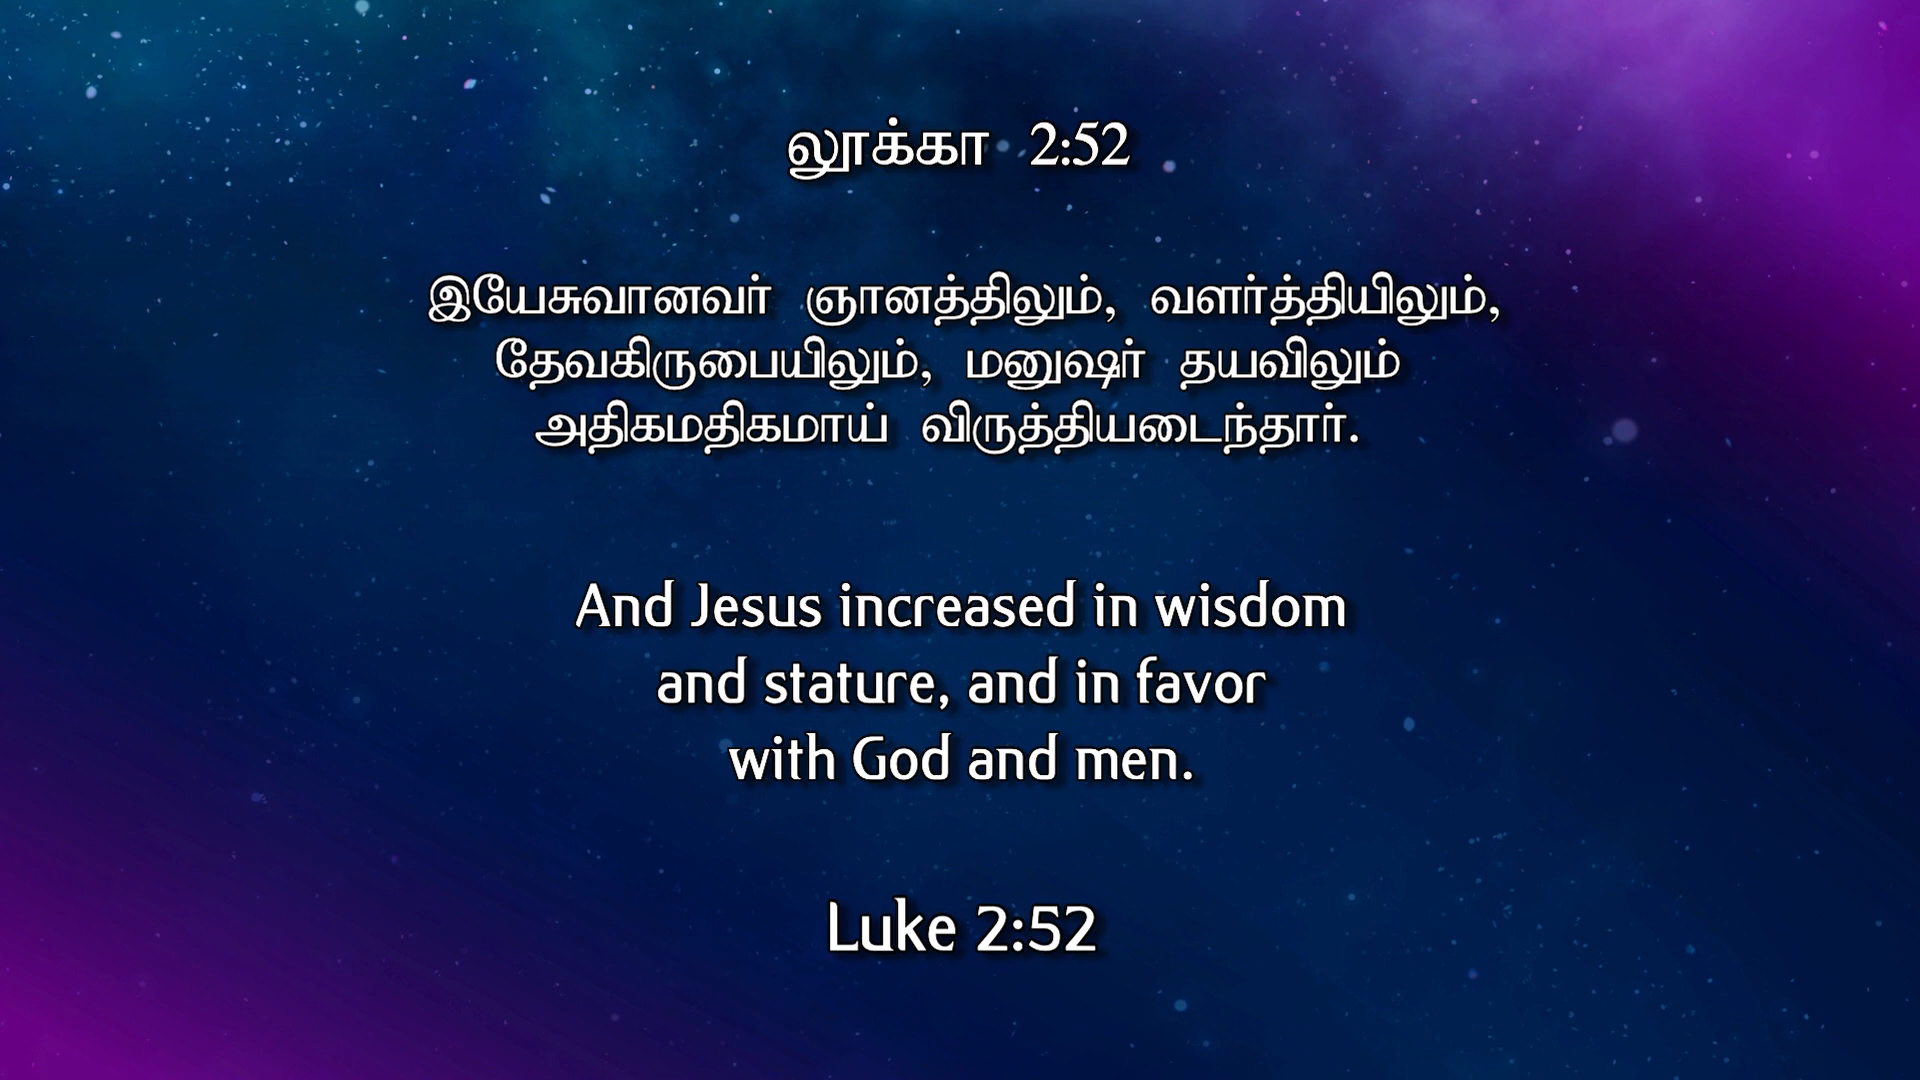 லூக்கா 2:52
இயேசுவானவர் ஞானத்திலும், வளர்த்தியிலும்,
தேவகிருபையிலும், மனுஷர் தயவிலும்
அதிகமதிகமாய் விருத்தியடைந்தார்.
And Jesus increased in wisdom
and stature, and in favor
with God and men.
Luke 2:52